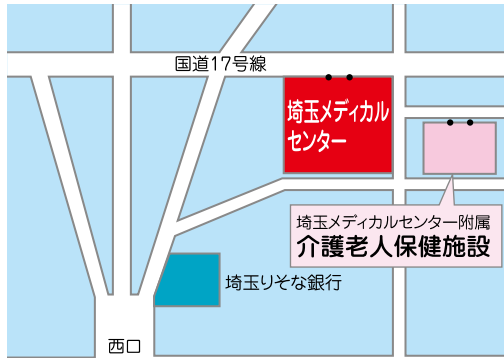 国道17号線
埼玉メディカル
センター
埼玉メディカルセンター附属
介護老人保健施設
埼玉りそな銀行
西口